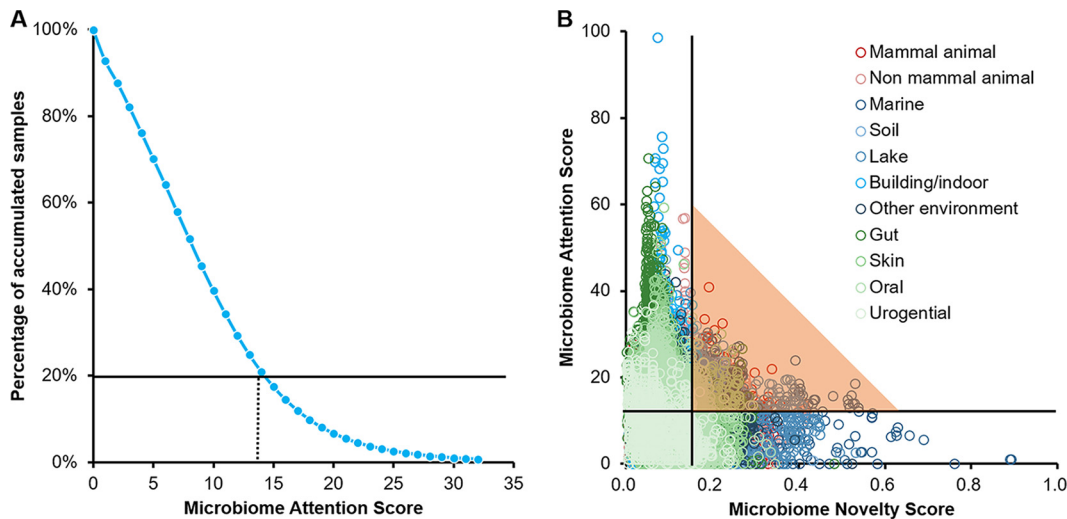 A
Percentage of accumulated samples
100%
80%
60%
40%
20%
0%
0 5 10 15 20 25 30 35
Microbiome Attention Score
B
Microbiome Attention Score
100
80
60
40
20
0
0.0 0.2 0.4 0.6 0.8 1.0
Microbiome Novelty Score
Mammal animal
Non mammal animal
Marine
Soil
Lake
Building/indoor
Other environment
Gut
Skin
Oral
Urogential